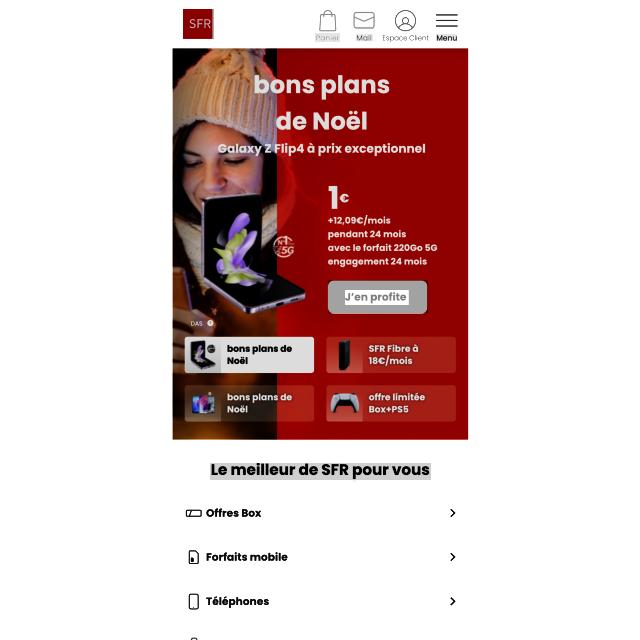 SFR
Panier
Mail
Espace Client
Menu
bons plans
de Noël
Galaxy Z Flip4 à prix exceptionnel
1€
+12,09€/mois
pendant 24 mois
avec le forfait 220Go 5G
engagement 24 mois
N°1
5G
J'en profite
DAS
bons plans de
Noël
SFR Fibre à
18€/mois
bons plans de
Noël
offre limitée
Box+PS5
Le meilleur de SFR pour vous
Offres Box
Forfaits mobile
Téléphones